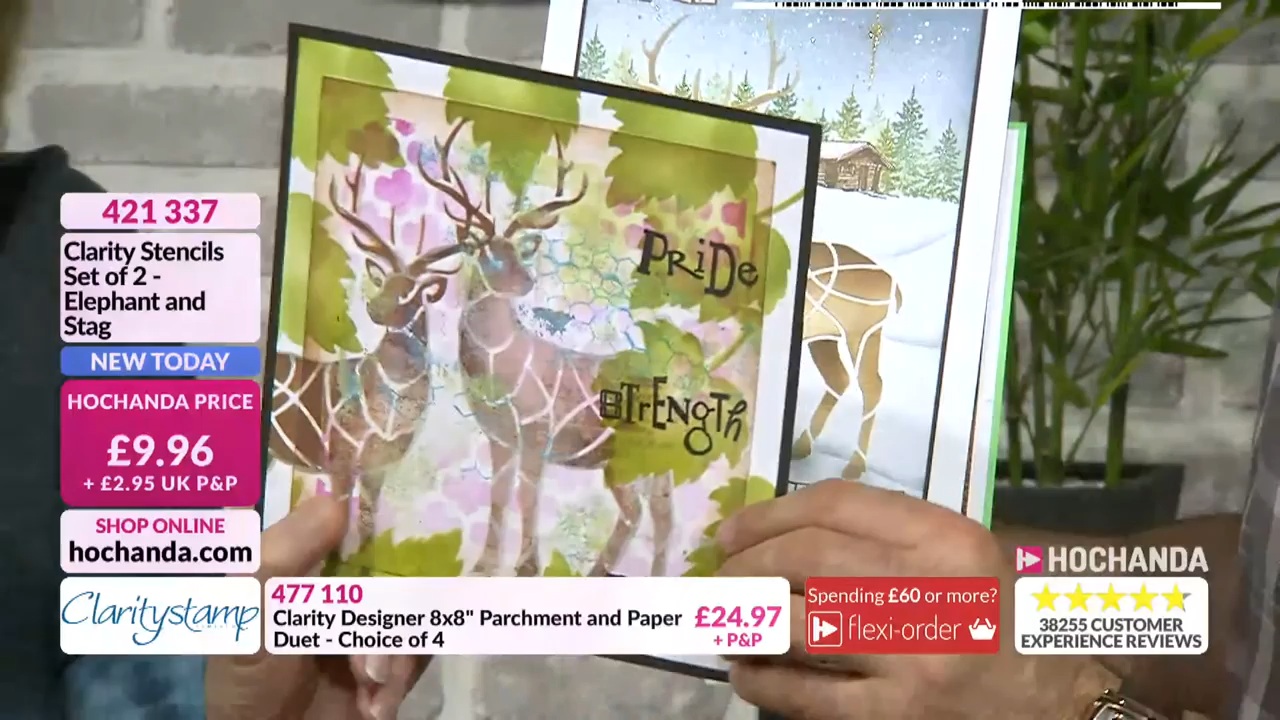 421 337
Clarity Stencils
Set of 2 -
Elephant and
Stag
NEW TODAY
HOCHANDA PRICE
£9.96
+ £2.95 UK P&P
SHOP ONLINE
hochanda.com
Claritystamp
PRiDe
STrENGTh
477 110
Clarity Designer 8x8" Parchment and Paper
Duet - Choice of 4
£24.97
+ P&P
Spending £60 or more?
flexi-order
HOCHANDA
38255 CUSTOMER
EXPERIENCE REVIEWS